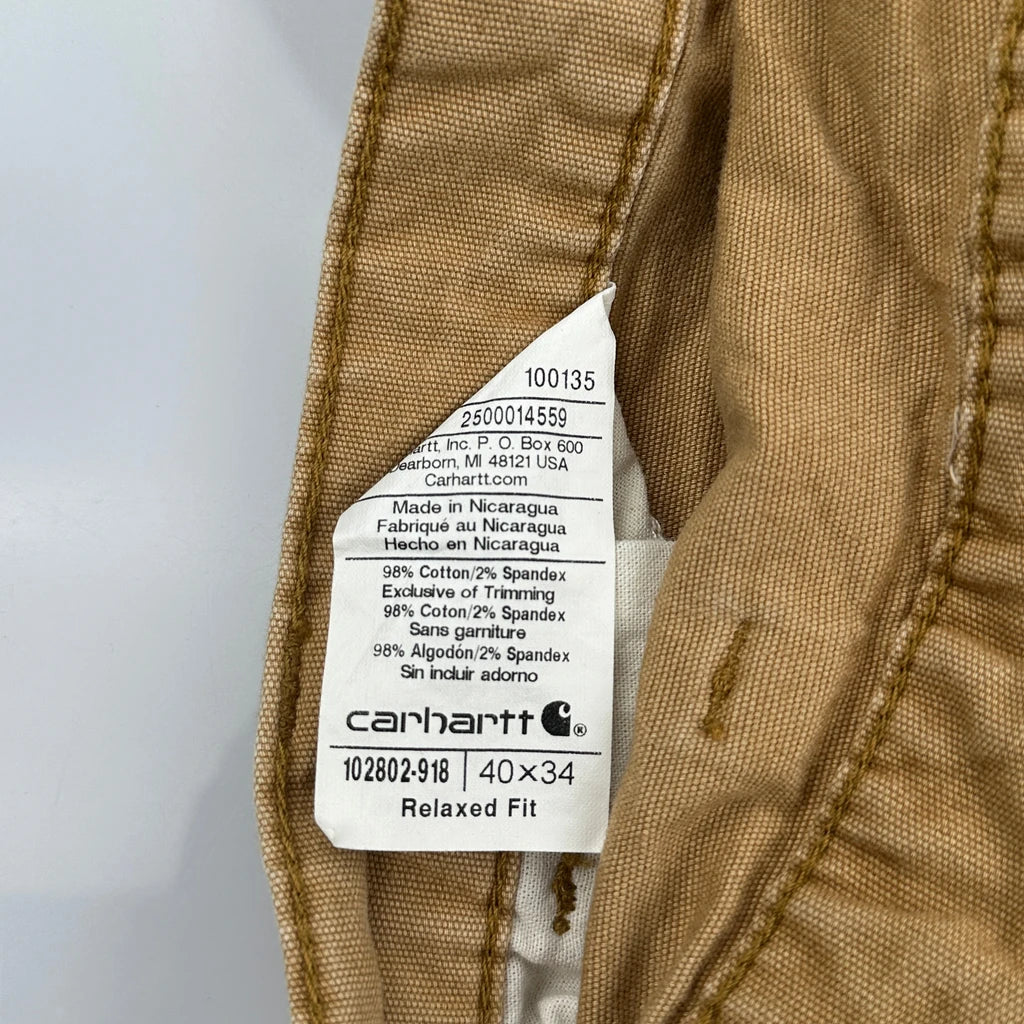 100135
2500014559
Inc. P. O. Box 600
MI 48121 USA
Carhartt.com
Made in Nicaragua
Fabriqué au Nicaragua
Hecho en Nicaragua
98% Cotton/2% Spandex
Exclusive of Trimming
98% Coton/2% Spandex
Sans garniture
98% Algodón/2% Spandex
Sin incluir adorno
carhartt ®
102802-918 40×34
Relaxed Fit